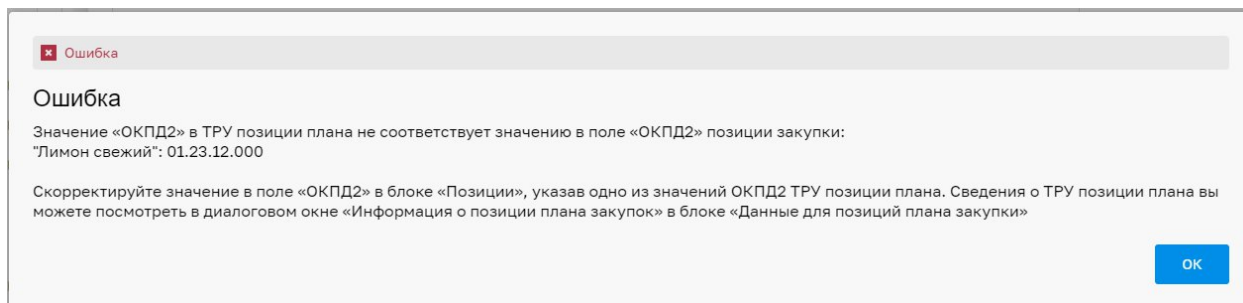 Ошибка
Ошибка
Значение «ОКПД2» в ТРУ позиции плана не соответствует значению в поле «ОКПД2» позиции закупки:
"Лимон свежий": 01.23.12.000
Скорректируйте значение в поле «ОКПД2» в блоке «Позиции», указав одно из значений ОКПД2 ТРУ позиции плана. Сведения о ТРУ позиции плана вы
можете посмотреть в диалоговом окне «Информация о позиции плана закупок» в блоке «Данные для позиций плана закупки»
ОК